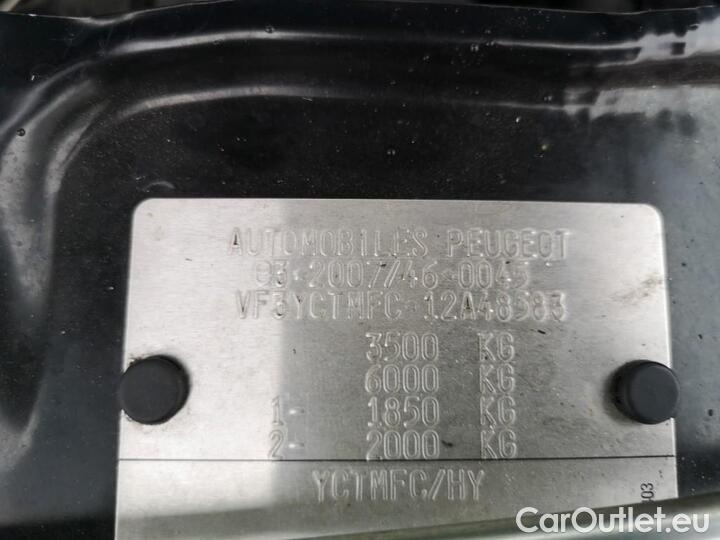 AUTOMOBILES PEUGEOT
e3*2007/46*0045
VF3YCTMFC 12A48583
3500 KG
6000 KG
1- 1850 KG
2- 2000 KG
YCTMFC/HY
CarOutlet.eu